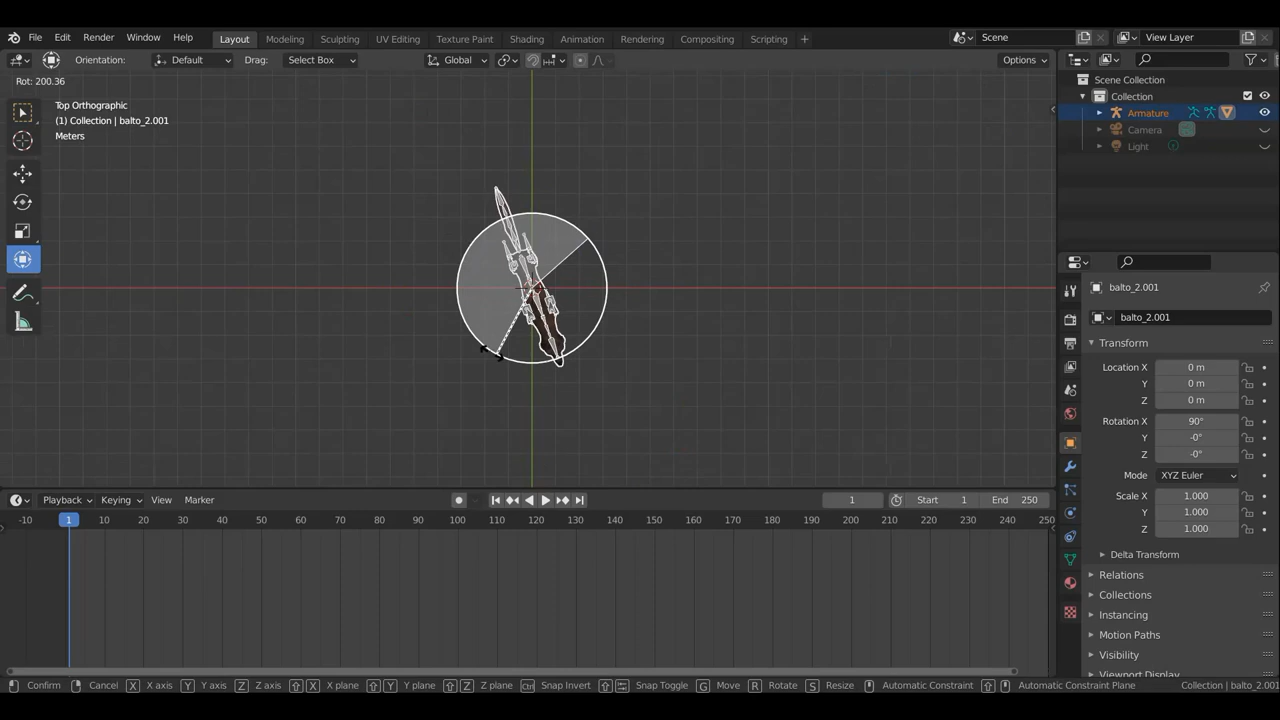 File Edit Render Window Help Layout Modeling Sculpting UV Editing Texture Paint Shading Animation Rendering Compositing Scripting + Scene View Layer
Orientation: Default Drag: Select Box Global Options
Rot: 200.36
Top Orthographic
(1) Collection | balto_2.001
Meters
Scene Collection
Collection
Armature
Camera
Light
balto_2.001
balto_2.001
Transform
Location X 0 m
Y 0 m
Z 0 m
Rotation X 90°
Y -0°
Z -0°
Mode XYZ Euler
Scale X 1.000
Y 1.000
Z 1.000
Delta Transform
Relations
Collections
Instancing
Motion Paths
Visibility
Viewport Display
Playback Keying View Marker 1 Start 1 End 250
-10 1 10 20 30 40 50 60 70 80 90 100 110 120 130 140 150 160 170 180 190 200 210 220 230 240 250
Confirm Cancel X X axis Y Y axis Z Z axis X X plane Y Y plane Z Z plane Ctrl Snap Invert Snap Toggle G Move R Rotate S Resize Automatic Constraint Automatic Constraint Plane Collection | balto_2.001